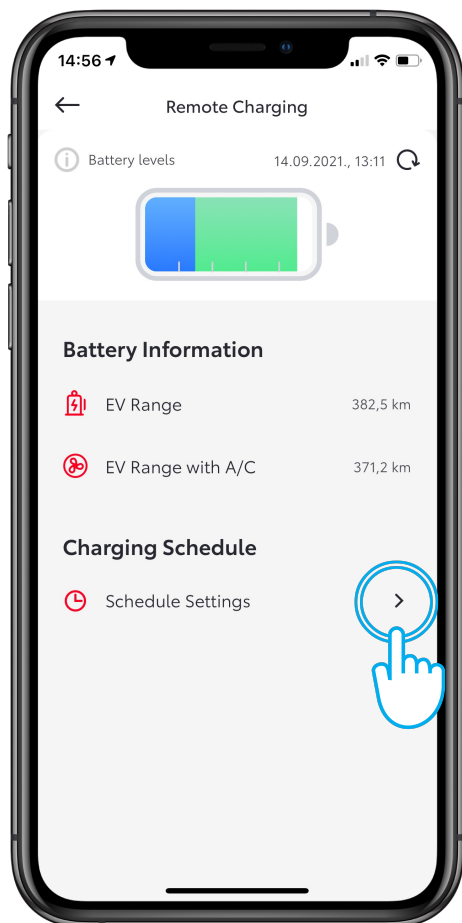 14:56
Remote Charging
Battery levels 14.09.2021., 13:11
Battery Information
EV Range 382,5 km
EV Range with A/C 371,2 km
Charging Schedule
Schedule Settings